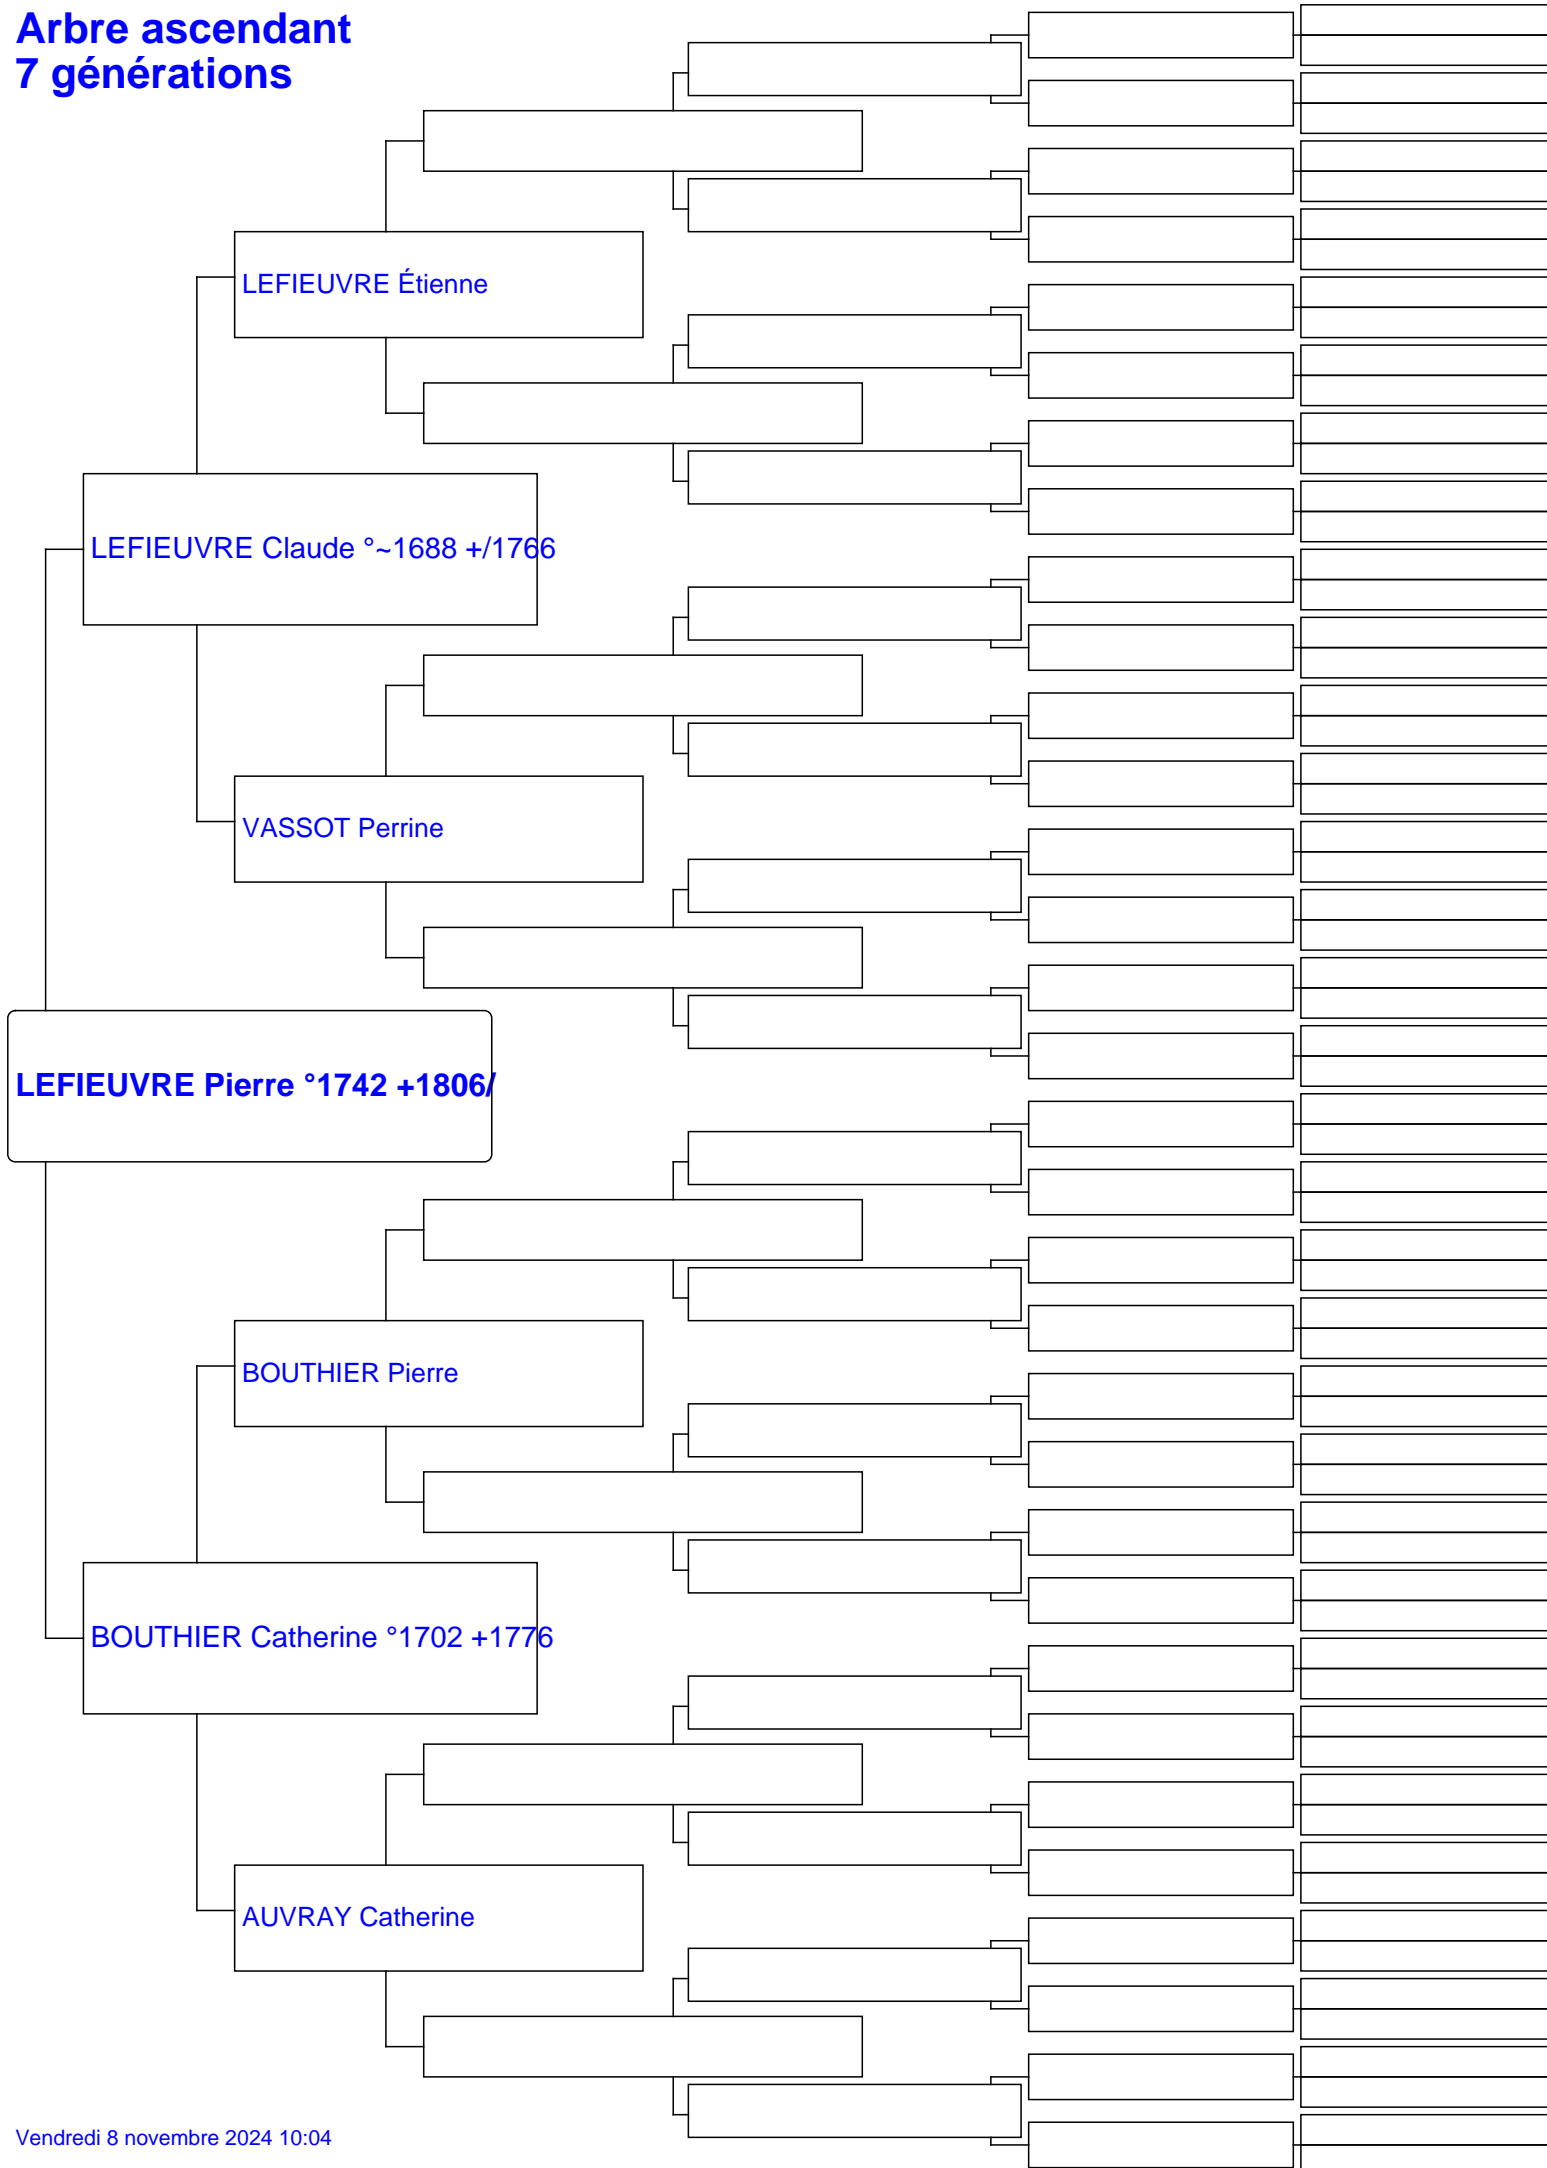 Arbre ascendant
7 générations
LEFIEUVRE Étienne
LEFIEUVRE Claude °~1688 +/1766
VASSOT Perrine
LEFIEUVRE Pierre °1742 +1806/
BOUTHIER Pierre
BOUTHIER Catherine °1702 +1776
AUVRAY Catherine
Vendredi 8 novembre 2024 10:04